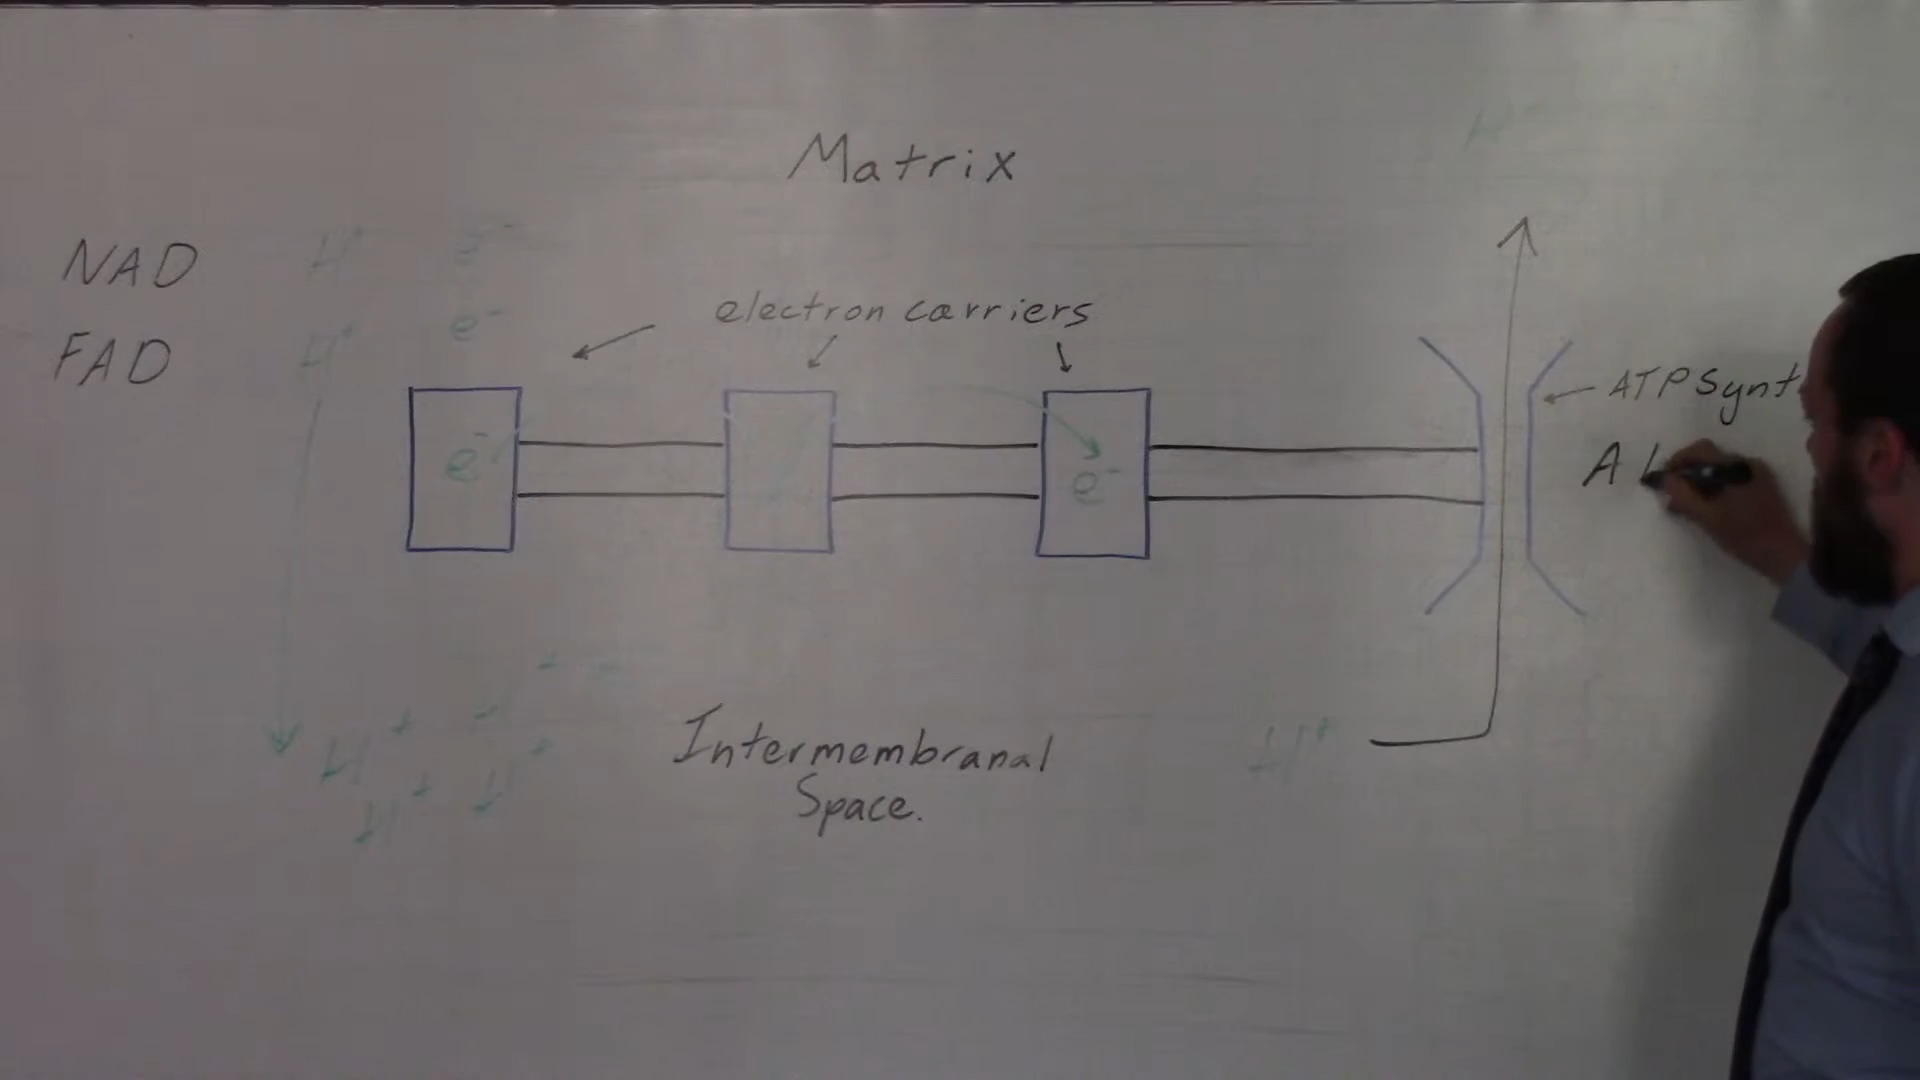 Matrix
NAD H+ e-
FAD H+ e-
electron carriers
ATP Synt
e- e-
A
Intermembranal
Space.
H+
H+
H+